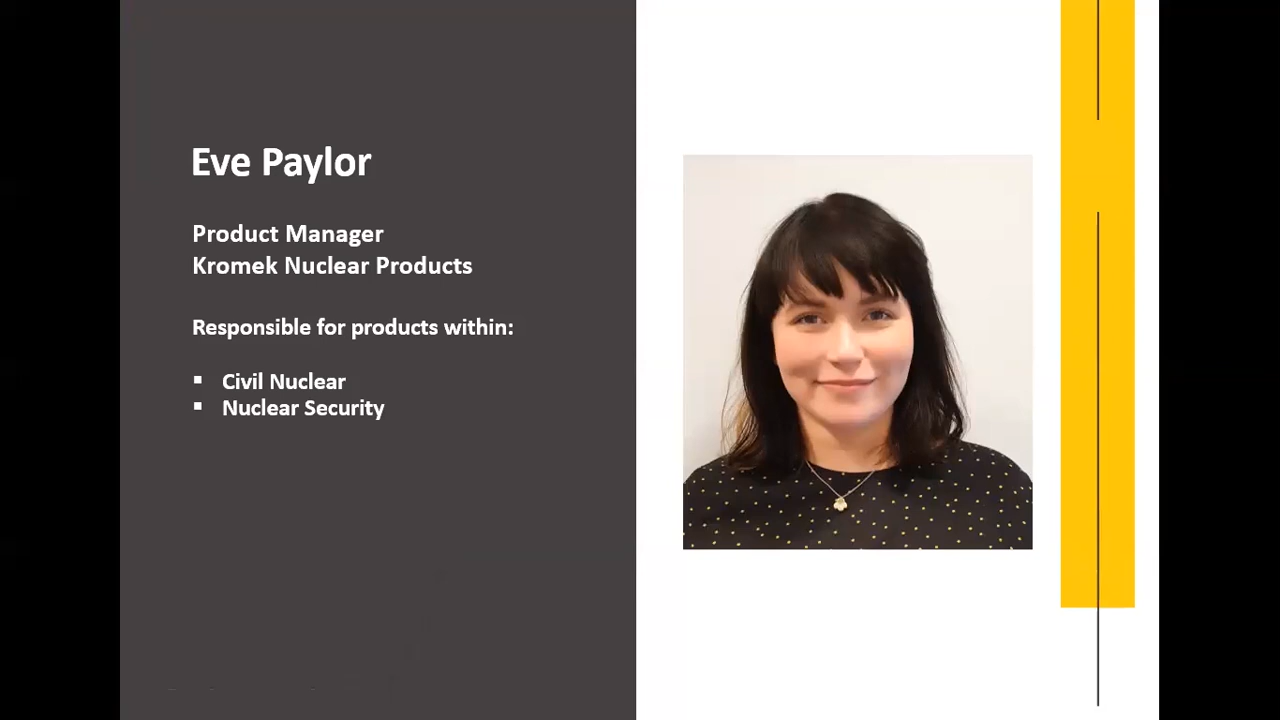 Eve Paylor
Product Manager
Kromek Nuclear Products
Responsible for products within:
▪ Civil Nuclear
▪ Nuclear Security